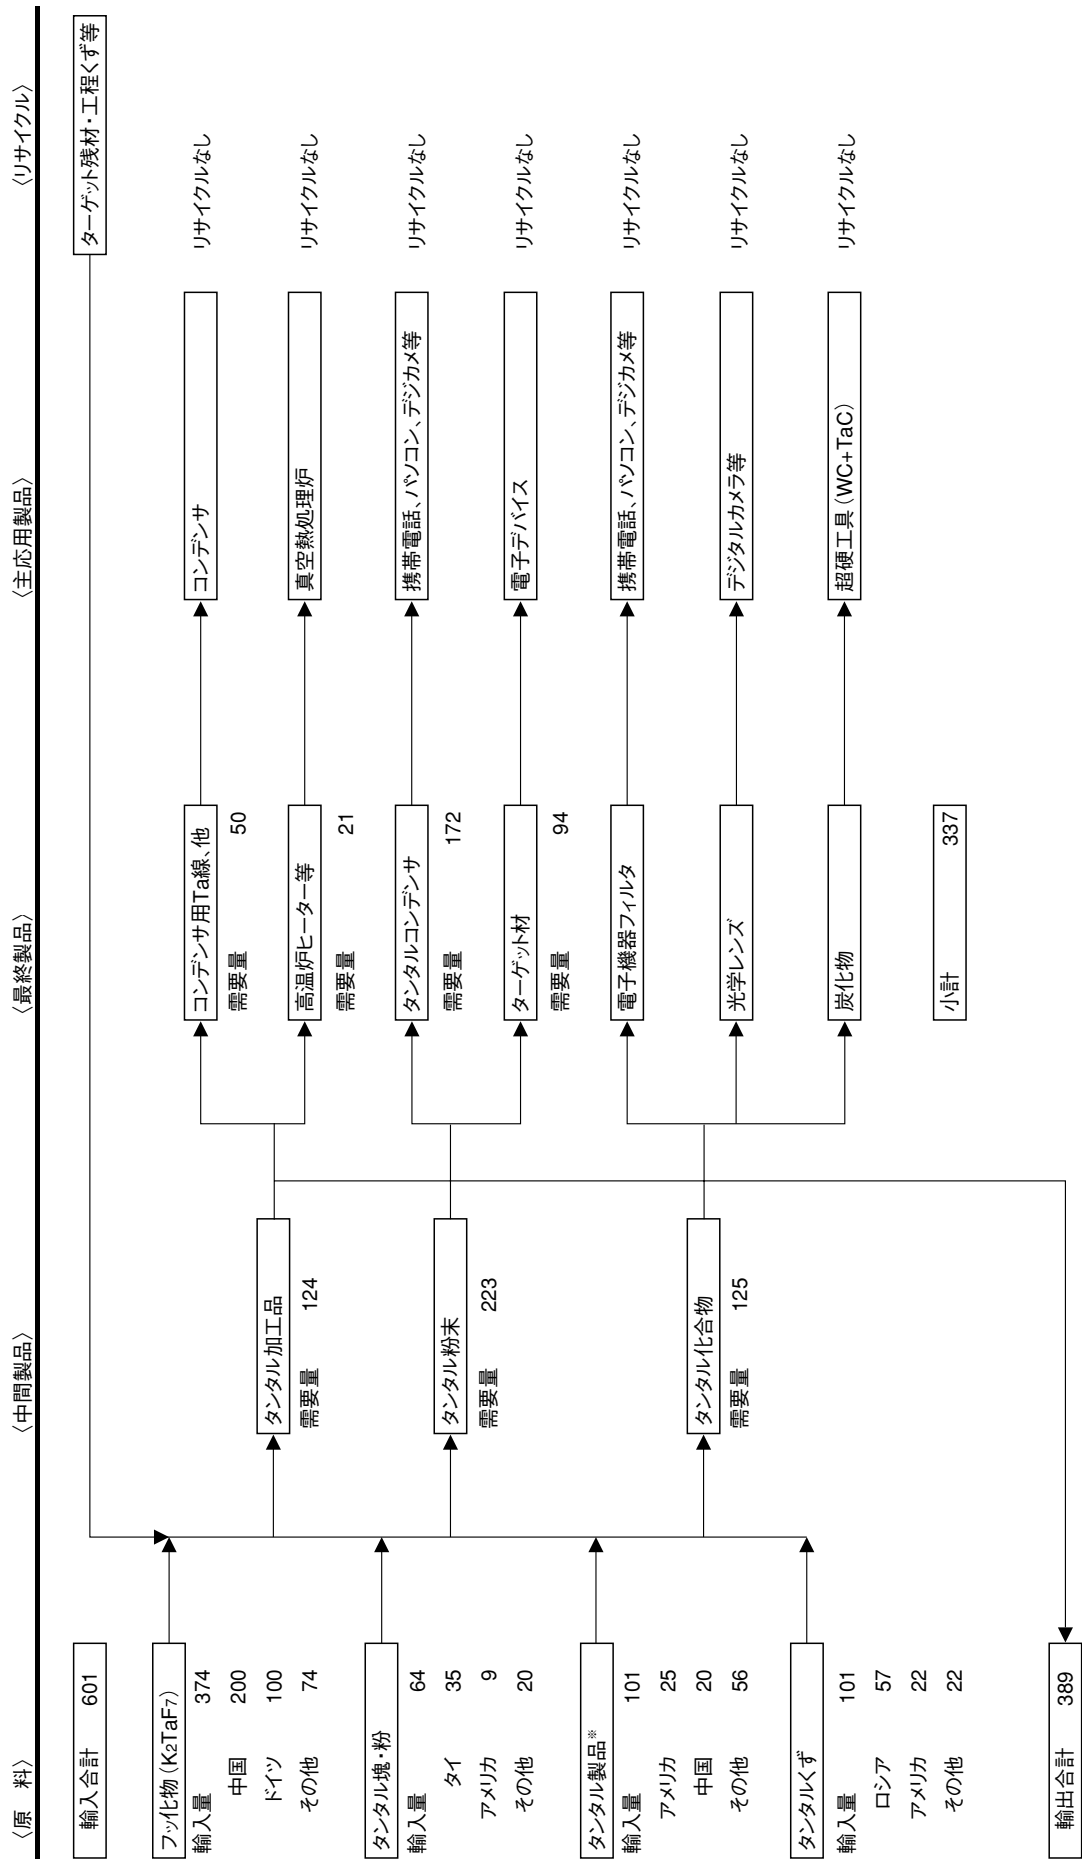 〈原　料〉
〈中間製品〉
〈最終製品〉
〈主応用製品〉
〈リサイクル〉
輸入合計 601
ターゲット残材・工程くず等
フッ化物（K2TaF7）
輸入量 374
中国 200
ドイツ 100
その他 74
タンタル塊・粉
輸入量 64
タイ 35
アメリカ 9
その他 20
タンタル製品※
輸入量 101
アメリカ 25
中国 20
その他 56
タンタルくず
輸入量 101
ロシア 57
アメリカ 22
その他 22
輸出合計 389
タンタル加工品
需要量 124
タンタル粉末
需要量 223
タンタル化合物
需要量 125
コンデンサ用Ta線、他
需要量 50
高温炉ヒーター等
需要量 21
タンタルコンデンサ
需要量 172
ターゲット材
需要量 94
電子機器フィルタ
光学レンズ
炭化物
小計 337
コンデンサ
真空熱処理炉
携帯電話、パソコン、デジカメ等
電子デバイス
携帯電話、パソコン、デジカメ等
デジタルカメラ等
超硬工具（WC+TaC）
リサイクルなし
リサイクルなし
リサイクルなし
リサイクルなし
リサイクルなし
リサイクルなし
リサイクルなし